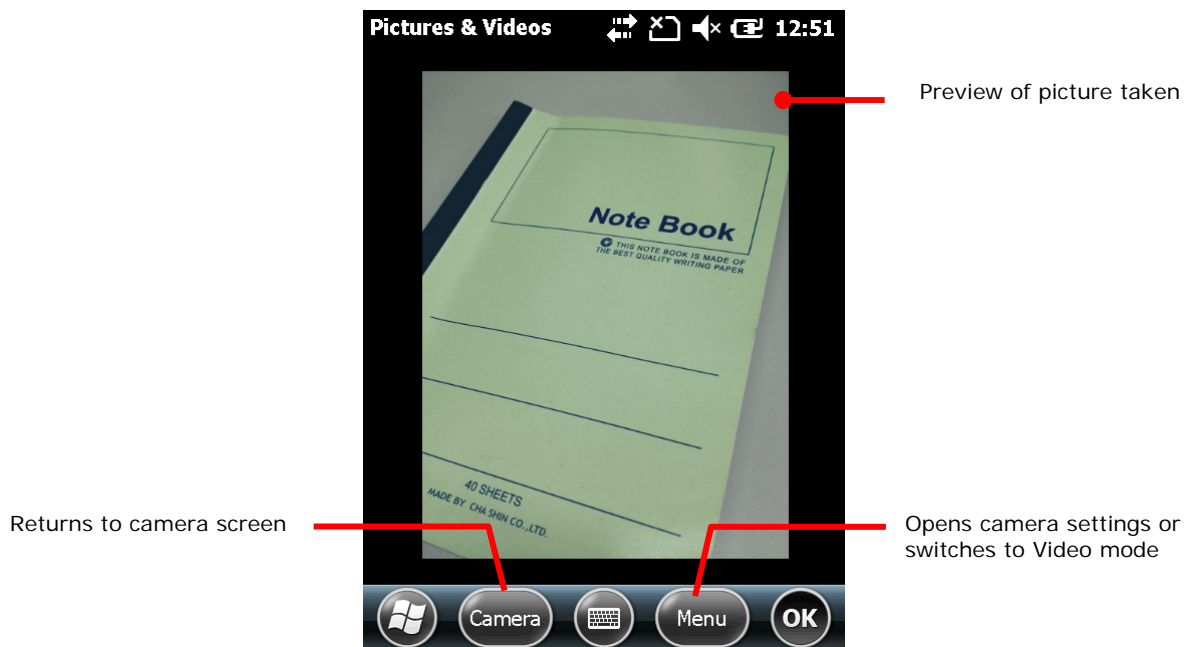 Pictures & Videos 12:51
Preview of picture taken
Note Book
© THIS NOTE BOOK IS MADE OF
THE BEST QUALITY WRITING PAPER
40 SHEETS
MADE BY CHA SHIN CO.,LTD.
Returns to camera screen
Opens camera settings or
switches to Video mode
Camera
Menu
OK